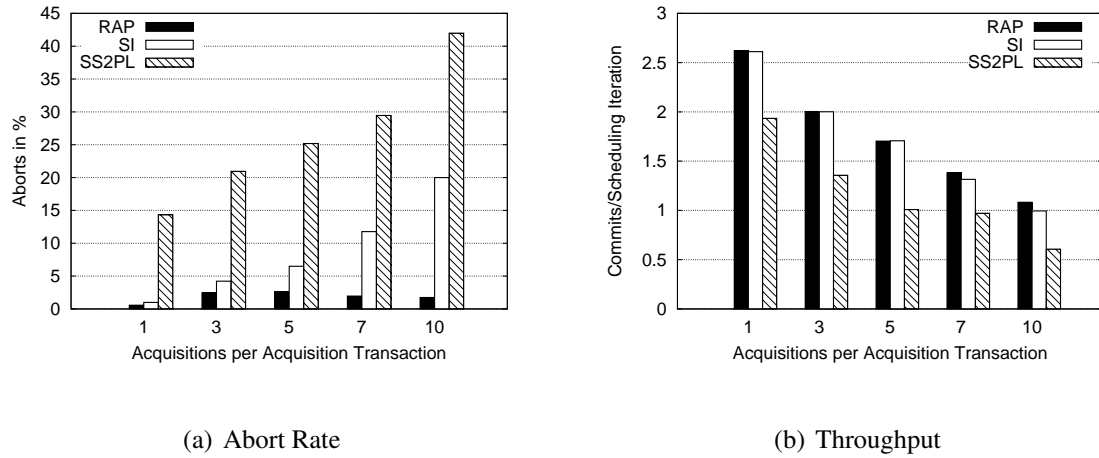 RAP
SI
SS2PL
45
40
35
30
25
20
15
10
5
0
Aborts in %
1 3 5 7 10
Acquisitions per Acquisition Transaction
(a) Abort Rate
RAP
SI
SS2PL
3
2.5
2
1.5
1
0.5
0
Commits/Scheduling Iteration
1 3 5 7 10
Acquisitions per Acquisition Transaction
(b) Throughput